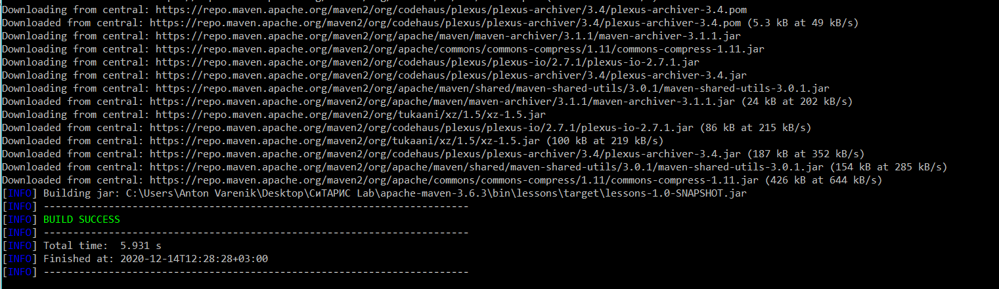 Downloading from central: https://repo.maven.apache.org/maven2/org/codehaus/plexus/plexus-archiver/3.4/plexus-archiver-3.4.pom
Downloaded from central: https://repo.maven.apache.org/maven2/org/codehaus/plexus/plexus-archiver/3.4/plexus-archiver-3.4.pom (5.3 kB at 49 kB/s)
Downloading from central: https://repo.maven.apache.org/maven2/org/apache/maven/maven-archiver/3.1.1/maven-archiver-3.1.1.jar
Downloading from central: https://repo.maven.apache.org/maven2/org/apache/commons/commons-compress/1.11/commons-compress-1.11.jar
Downloading from central: https://repo.maven.apache.org/maven2/org/codehaus/plexus/plexus-io/2.7.1/plexus-io-2.7.1.jar
Downloading from central: https://repo.maven.apache.org/maven2/org/codehaus/plexus/plexus-archiver/3.4/plexus-archiver-3.4.jar
Downloading from central: https://repo.maven.apache.org/maven2/org/apache/maven/shared/maven-shared-utils/3.0.1/maven-shared-utils-3.0.1.jar
Downloaded from central: https://repo.maven.apache.org/maven2/org/apache/maven/maven-archiver/3.1.1/maven-archiver-3.1.1.jar (24 kB at 202 kB/s)
Downloading from central: https://repo.maven.apache.org/maven2/org/tukaani/xz/1.5/xz-1.5.jar
Downloaded from central: https://repo.maven.apache.org/maven2/org/codehaus/plexus/plexus-io/2.7.1/plexus-io-2.7.1.jar (86 kB at 215 kB/s)
Downloaded from central: https://repo.maven.apache.org/maven2/org/tukaani/xz/1.5/xz-1.5.jar (100 kB at 219 kB/s)
Downloaded from central: https://repo.maven.apache.org/maven2/org/codehaus/plexus/plexus-archiver/3.4/plexus-archiver-3.4.jar (187 kB at 352 kB/s)
Downloaded from central: https://repo.maven.apache.org/maven2/org/apache/maven/shared/maven-shared-utils/3.0.1/maven-shared-utils-3.0.1.jar (154 kB at 285 kB/s)
Downloaded from central: https://repo.maven.apache.org/maven2/org/apache/commons/commons-compress/1.11/commons-compress-1.11.jar (426 kB at 644 kB/s)
[INFO] Building jar: C:\Users\Anton Varenik\Desktop\СиТАРИС Lab\apache-maven-3.6.3\bin\lessons\target\lessons-1.0-SNAPSHOT.jar
[INFO] ------------------------------------------------------------------------
[INFO] BUILD SUCCESS
[INFO] ------------------------------------------------------------------------
[INFO] Total time:  5.931 s
[INFO] Finished at: 2020-12-14T12:28:28+03:00
[INFO] ------------------------------------------------------------------------